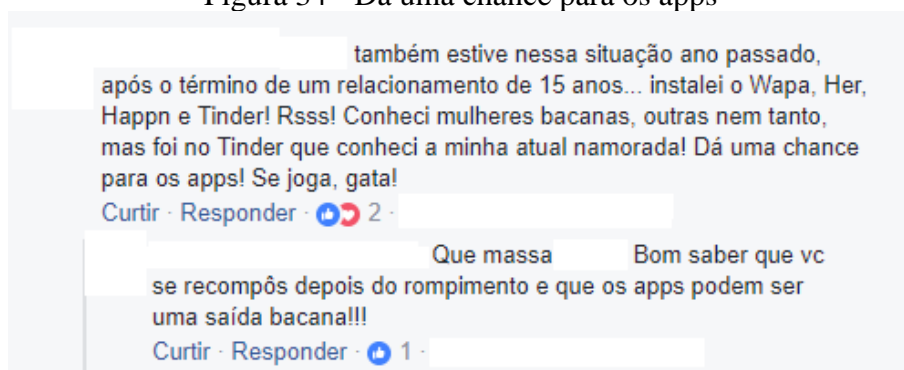 Figura 34 - Dá uma chance para os apps
também estive nessa situação ano passado,
após o término de um relacionamento de 15 anos... instalei o Wapa, Her,
Happn e Tinder! Rsss! Conheci mulheres bacanas, outras nem tanto,
mas foi no Tinder que conheci a minha atual namorada! Dá uma chance
para os apps! Se joga, gata!
Curtir · Responder · 2 ·
Que massa Bom saber que vc
se recompôs depois do rompimento e que os apps podem ser
uma saída bacana!!!
Curtir · Responder · 1 ·